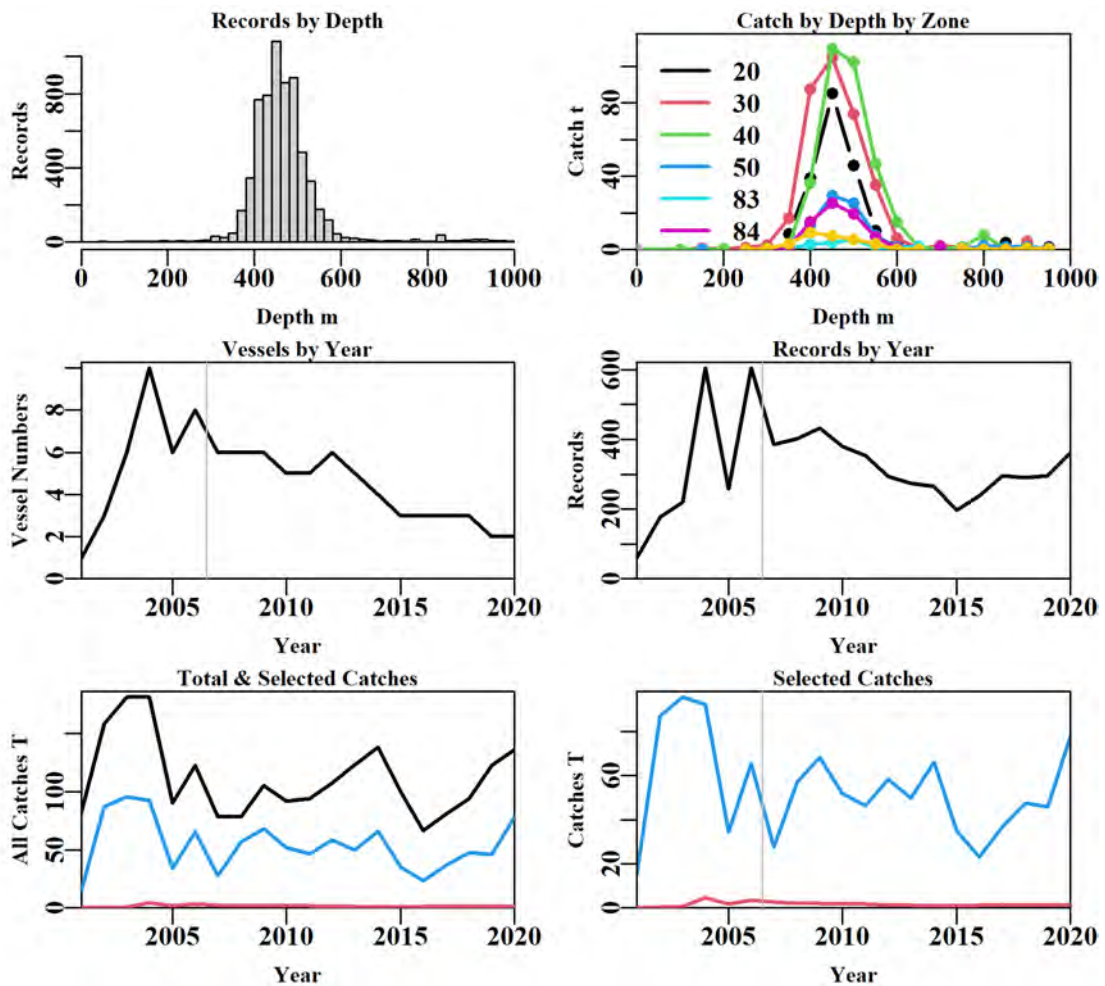 Records by Depth
Records
0 400 800
0 200 400 600 800 1000
Depth m
Catch by Depth by Zone
Catch t
0 40 80
20
30
40
50
83
84
0 200 400 600 800 1000
Depth m
Vessels by Year
Vessel Numbers
0 2 4 6 8
2005 2010 2015 2020
Year
Records by Year
Records
0 200 400 600
2005 2010 2015 2020
Year
Total & Selected Catches
All Catches T
0 50 100
2005 2010 2015 2020
Year
Selected Catches
Catches T
0 20 60
2005 2010 2015 2020
Year